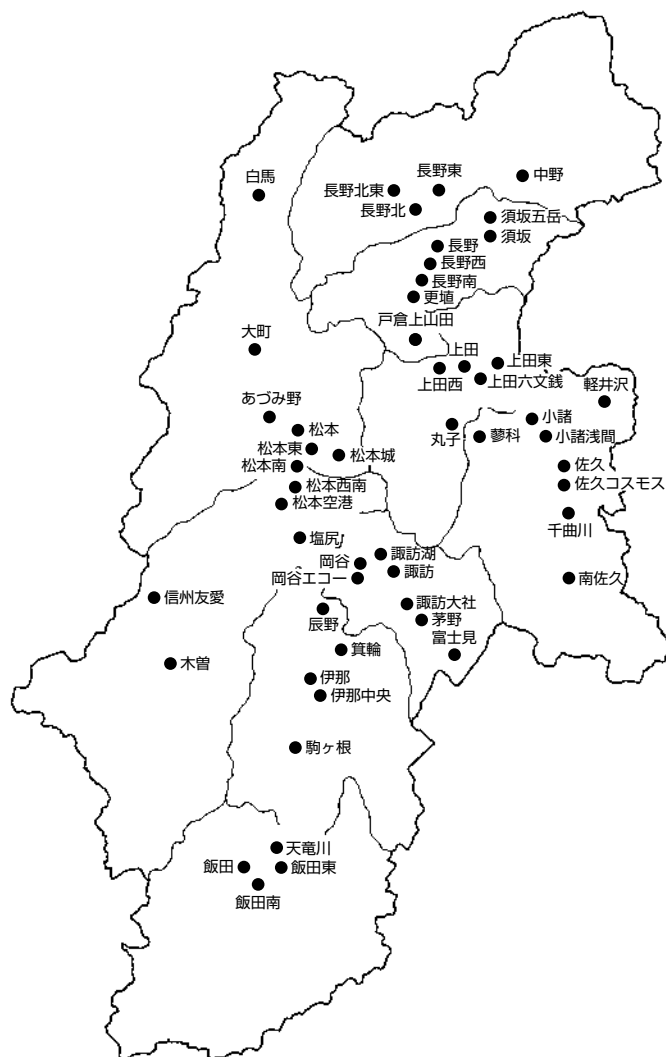 中野
長野東
長野北東
白馬
長野北
須坂五岳
須坂
長野
長野西
長野南
更埴
戸倉上山田
大町
上田
上田東
上田西
上田六文銭
軽井沢
あづみ野
小諸
松本
丸子
蓼科
小諸浅間
松本東
松本城
松本南
佐久
松本西南
佐久コスモス
松本空港
千曲川
塩尻
諏訪湖
岡谷
諏訪
岡谷エコー
南佐久
信州友愛
諏訪大社
辰野
茅野
富士見
箕輪
木曽
伊那
伊那中央
駒ヶ根
天竜川
飯田
飯田東
飯田南